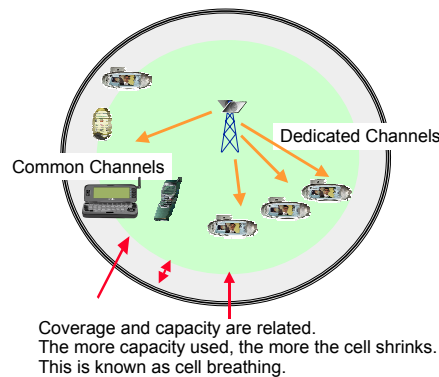 Dedicated Channels
Common Channels
Coverage and capacity are related.
The more capacity used, the more the cell shrinks.
This is known as cell breathing.